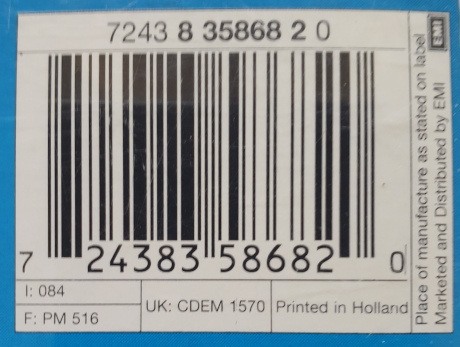 7243 8 35868 2 0
7 24383 58682 0
I: 084
F: PM 516
UK: CDEM 1570
Printed in Holland
Place of manufacture as stated on label
Marketed and Distributed by EMI
EMI